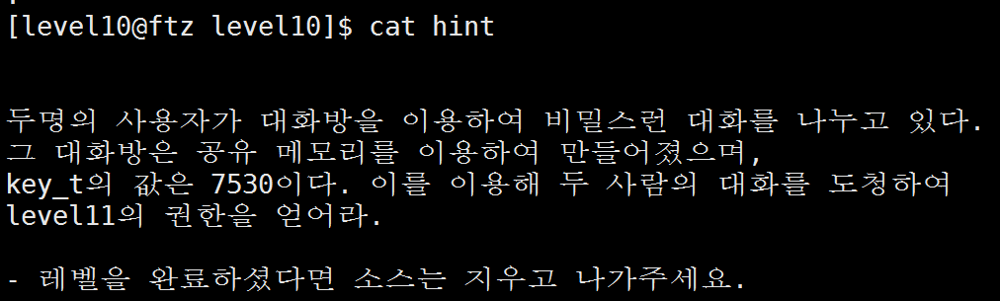 [level10@ftz level10]$ cat hint
두명의 사용자가 대화방을 이용하여 비밀스런 대화를 나누고 있다.
그 대화방은 공유 메모리를 이용하여 만들어졌으며,
key_t의 값은 7530이다. 이를 이용해 두 사람의 대화를 도청하여
level11의 권한을 얻어라.
- 레벨을 완료하셨다면 소스는 지우고 나가주세요.